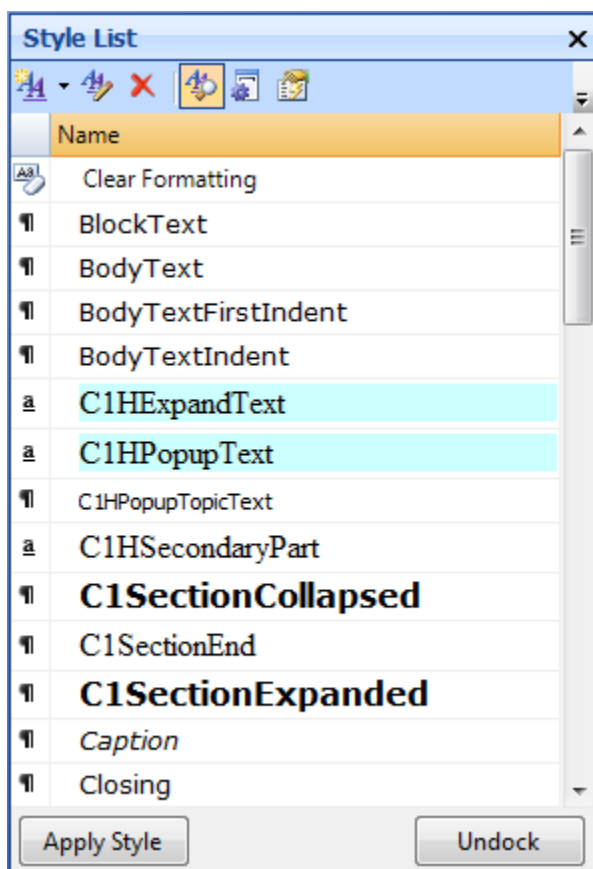 Style List
Name
Clear Formatting
¶ BlockText
¶ BodyText
¶ BodyTextFirstIndent
¶ BodyTextIndent
a C1HExpandText
a C1HPopupText
¶ C1HPopupTopicText
a C1HSecondaryPart
¶ C1SectionCollapsed
¶ C1SectionEnd
¶ C1SectionExpanded
¶ Caption
¶ Closing
Apply Style Undock